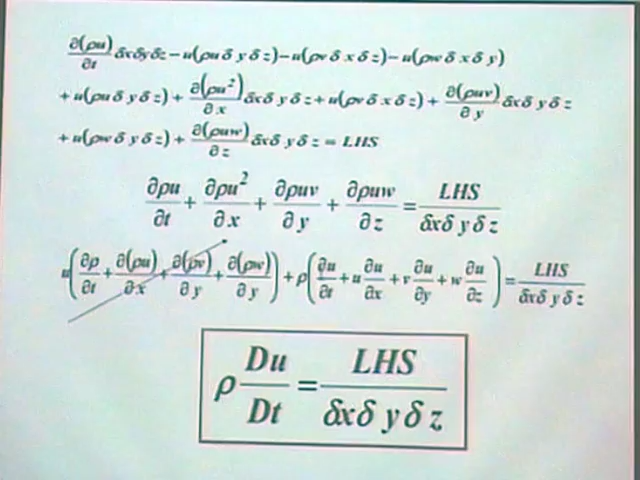 ∂(ρu)/∂t δxδyδz − u(ρu δ y δ z) − u(ρv δ x δ z) − u(ρw δ x δ y)
+ u(ρu δ y δ z) + ∂(ρu²)/∂x δx δ y δ z + u(ρv δ x δ z) + ∂(ρuv)/∂y δx δ y δ z
+ u(ρw δ y δ z) + ∂(ρuw)/∂z δx δ y δ z = LHS
∂ρu/∂t + ∂ρu²/∂x + ∂ρuv/∂y + ∂ρuw/∂z = LHS/δxδ y δ z
u(∂ρ/∂t + ∂(ρu)/∂x + ∂(ρv)/∂y + ∂(ρw)/∂y) + ρ(∂u/∂t + u ∂u/∂x + v ∂u/∂y + w ∂u/∂z) = LHS/δxδ y δ z
ρ Du/Dt = LHS/δxδ y δ z